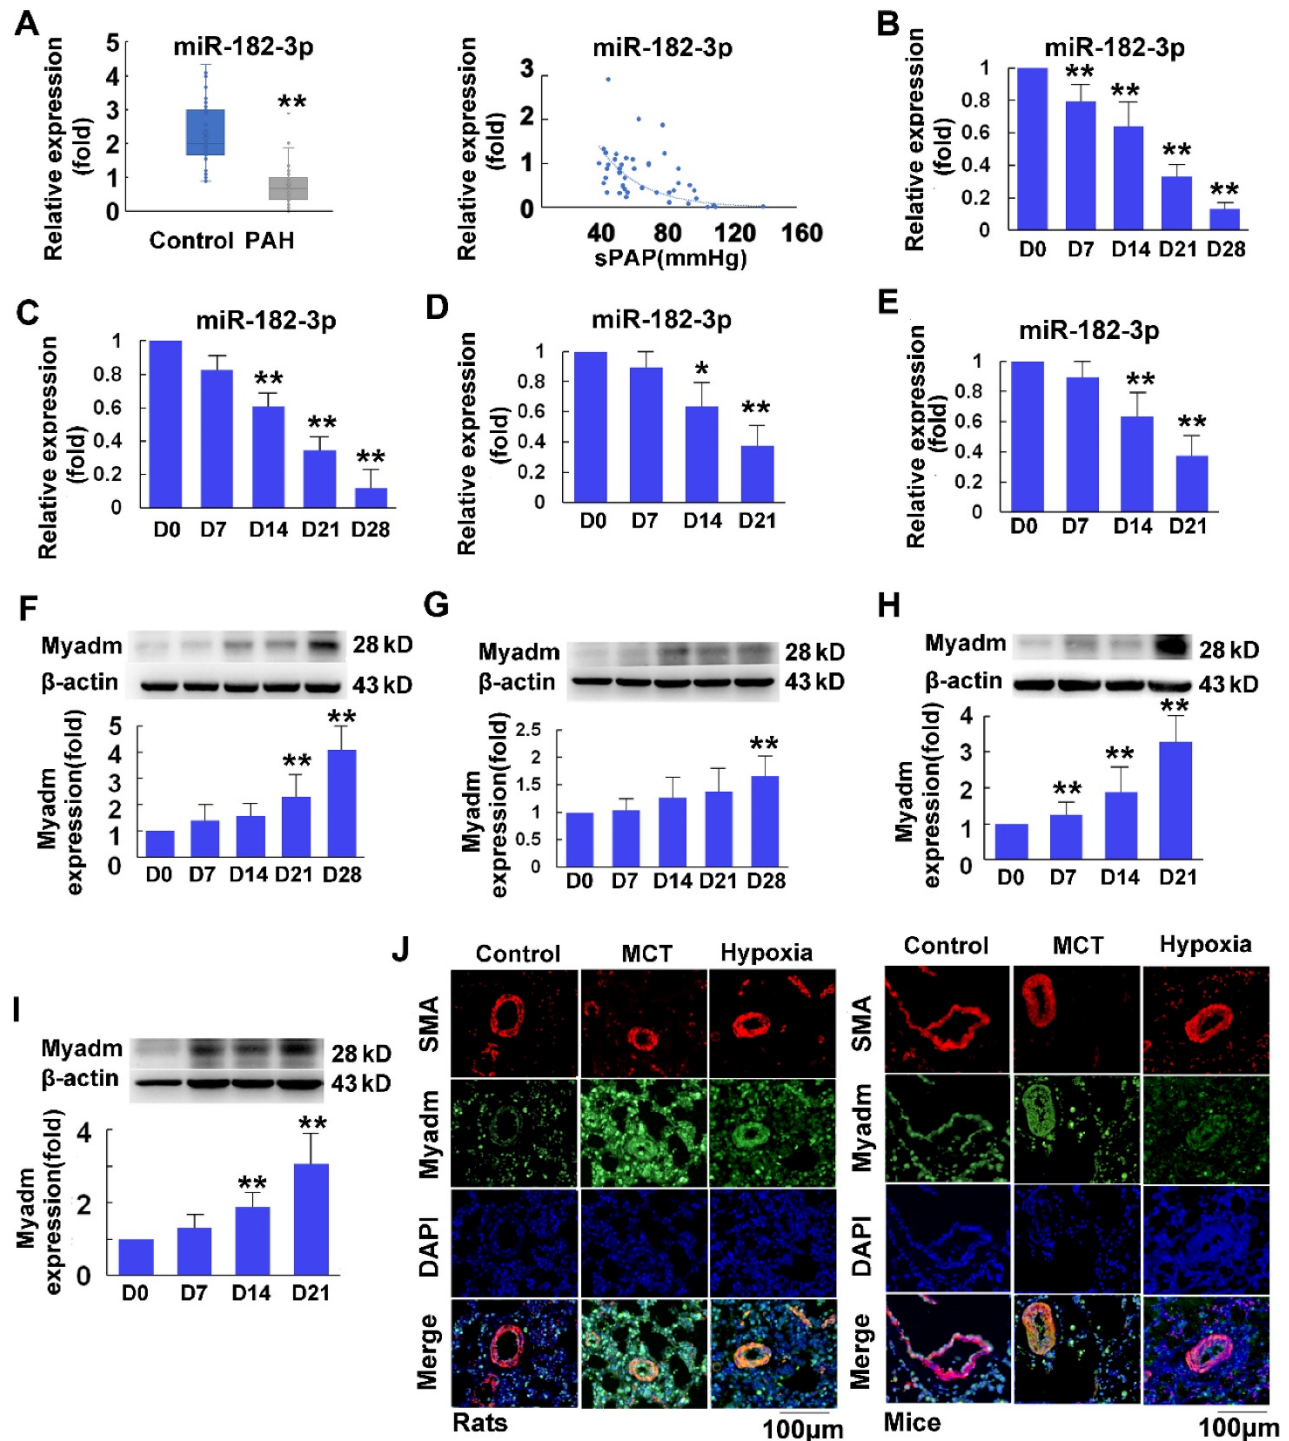 A
miR-182-3p
Relative expression
(fold)
5
4
3
2
1
0
**
Control PAH
miR-182-3p
Relative expression
(fold)
3
2
1
0
40 80 120 160
sPAP(mmHg)
B
miR-182-3p
Relative expression
(fold)
1
0.8
0.6
0.4
0.2
0
** ** ** **
D0 D7 D14 D21 D28
C
miR-182-3p
Relative expression
(fold)
1
0.8
0.6
0.4
0.2
0
** ** **
D0 D7 D14 D21 D28
D
miR-182-3p
Relative expression
(fold)
1
0.8
0.6
0.4
0.2
0
* **
D0 D7 D14 D21
E
miR-182-3p
Relative expression
(fold)
1
0.8
0.6
0.4
0.2
0
** **
D0 D7 D14 D21
F
Myadm 28 kD
β-actin 43 kD
Myadm
expression(fold)
5
4
3
2
1
0
** **
D0 D7 D14 D21 D28
G
Myadm 28 kD
β-actin 43 kD
Myadm
expression(fold)
2.5
2
1.5
1
0.5
0
**
D0 D7 D14 D21 D28
H
Myadm 28 kD
β-actin 43 kD
Myadm
expression(fold)
4
3
2
1
0
** ** **
D0 D7 D14 D21
I
Myadm 28 kD
β-actin 43 kD
Myadm
expression(fold)
4
2
0
** **
D0 D7 D14 D21
J
Control MCT Hypoxia
SMA
Myadm
DAPI
Merge
Rats
100μm
Control MCT Hypoxia
SMA
Myadm
DAPI
Merge
Mice
100μm